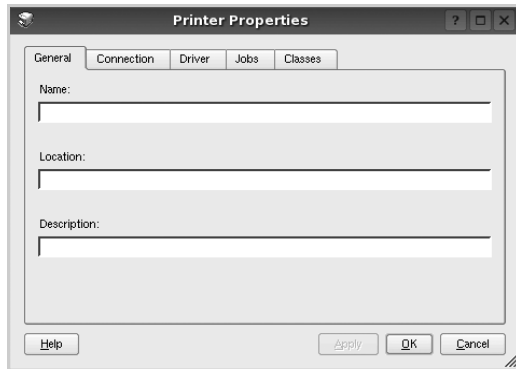 Printer Properties
General Connection Driver Jobs Classes
Name:
Location:
Description:
Help Apply OK Cancel